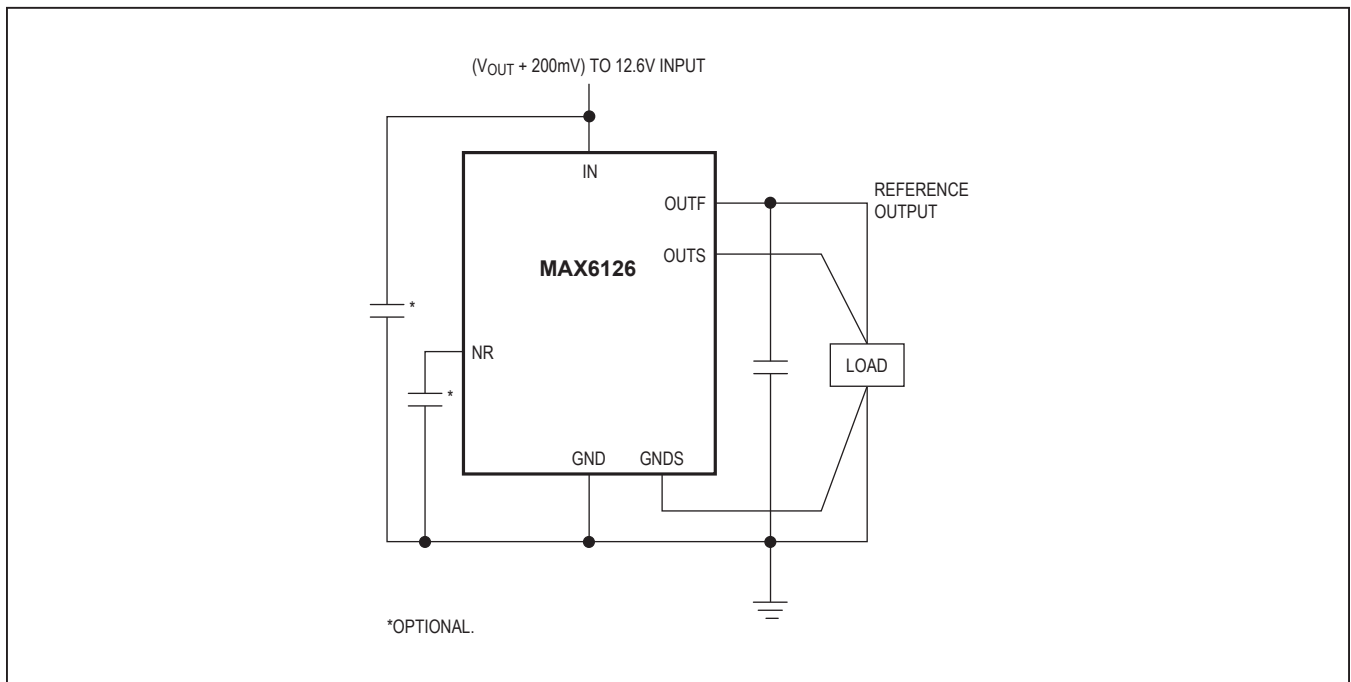 (VOUT + 200mV) TO 12.6V INPUT
IN
OUTF
REFERENCE
OUTPUT
OUTS
MAX6126
*
NR
*
LOAD
GND
GNDS
*OPTIONAL.